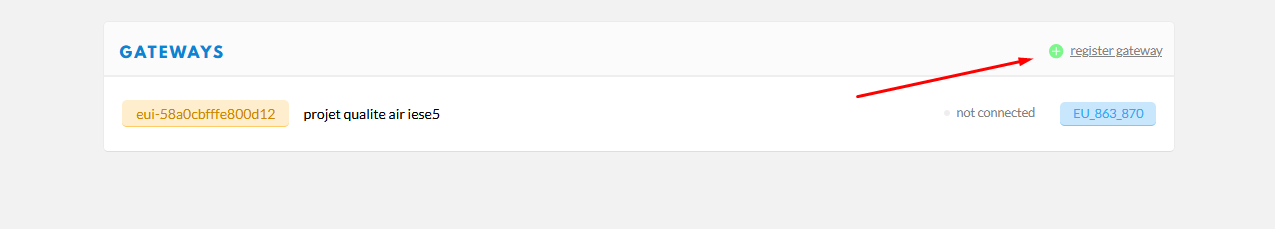 GATEWAYS
register gateway
eui-58a0cbfffe800d12 projet qualite air iese5 not connected EU_863_870